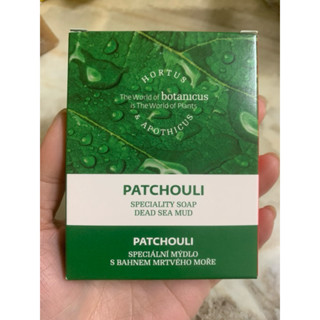 HORTUS
The World of botanicus
is The World of Plants
& APOTHICUS
PATCHOULI
SPECIALITY SOAP
DEAD SEA MUD
PATCHOULI
SPECIÁLNÍ MÝDLO
S BAHNEM MRTVÉHO MOŘE